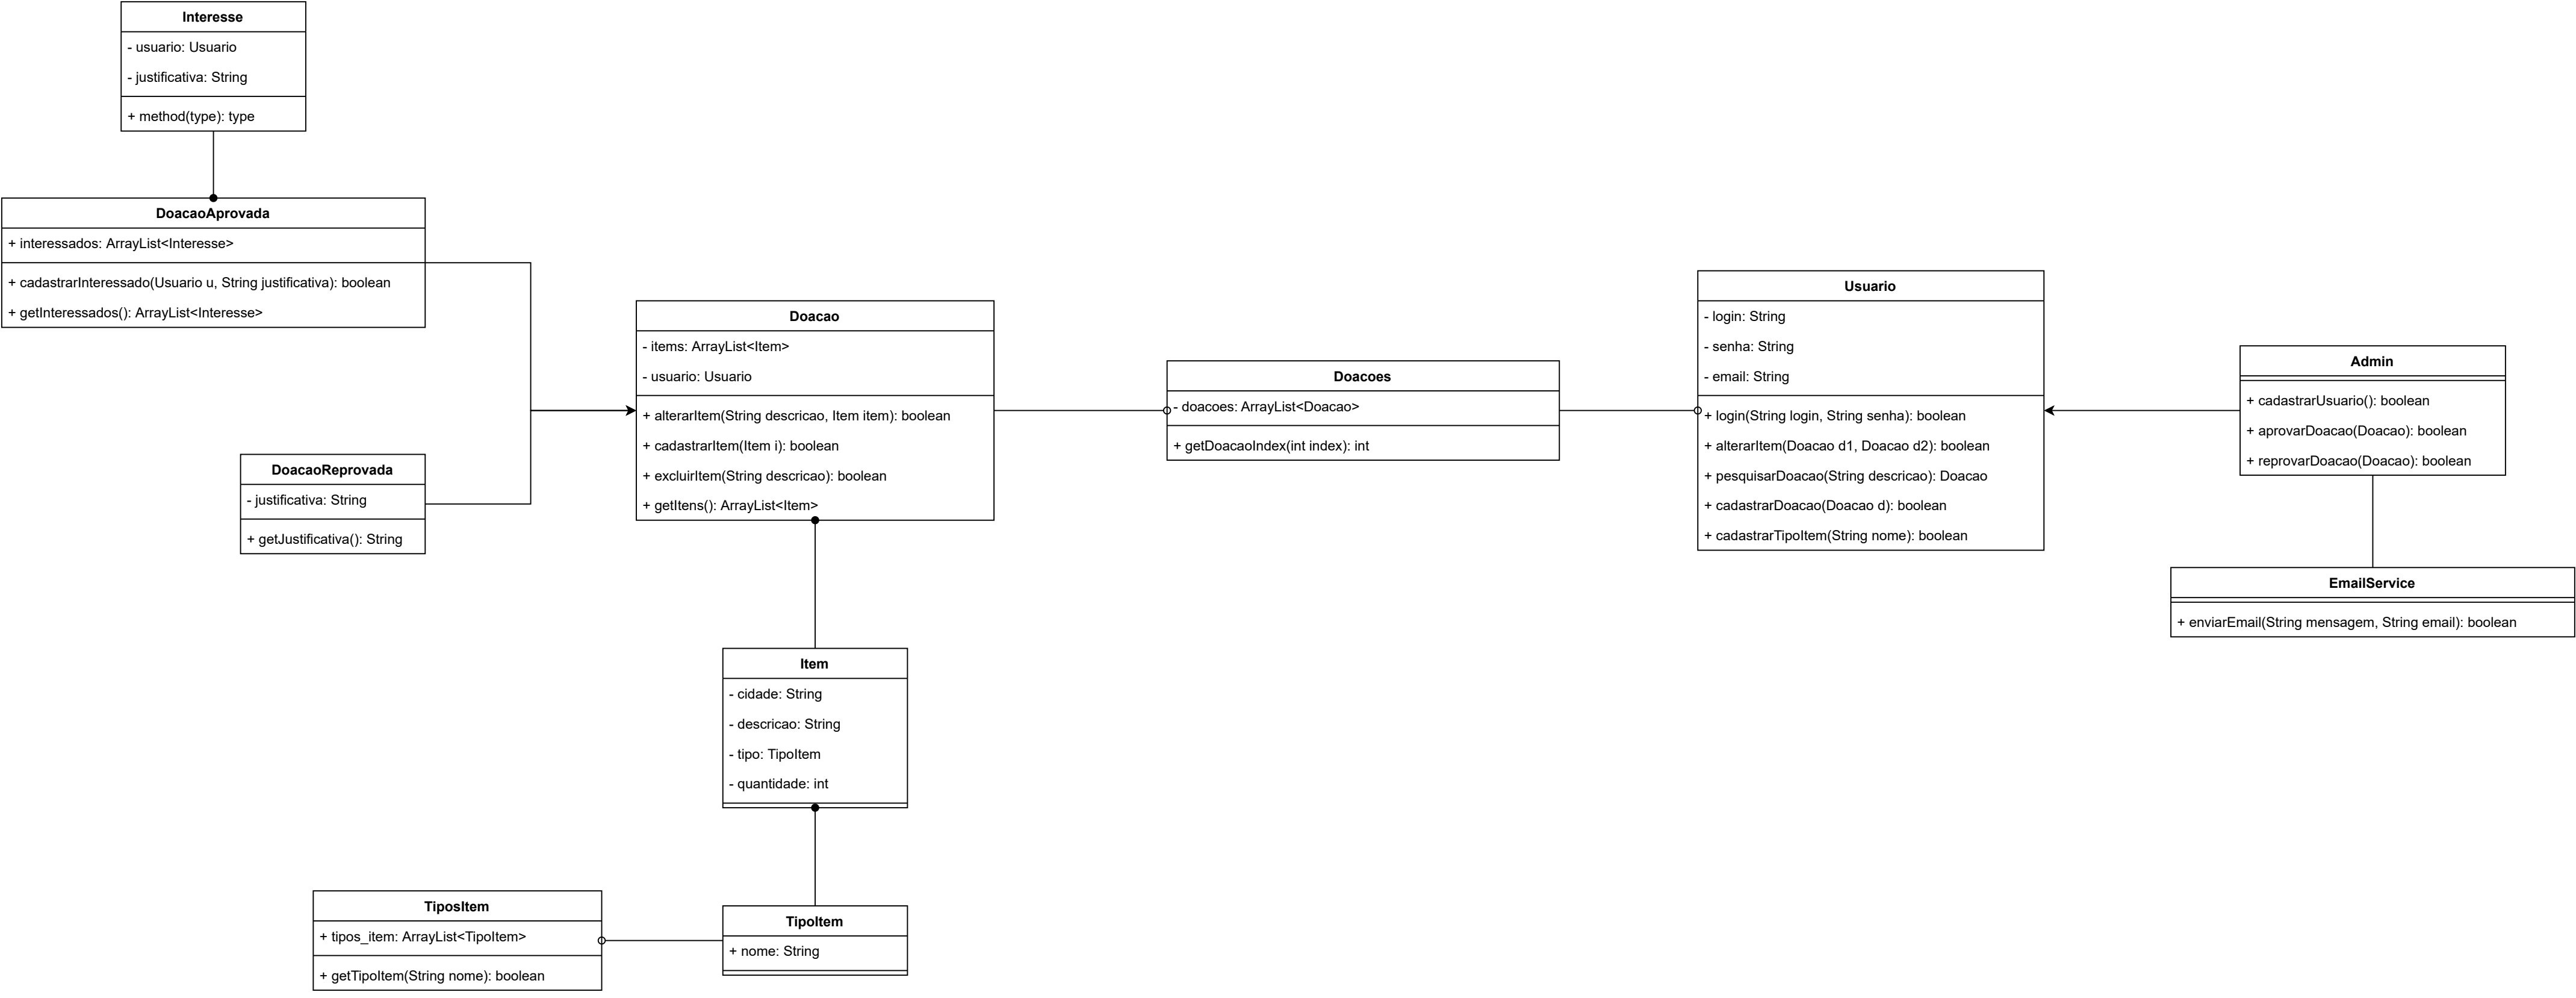 Interesse
- usuario: Usuario
- justificativa: String
+ method(type): type
DoacaoAprovada
+ interessados: ArrayList<Interesse>
+ cadastrarInteressado(Usuario u, String justificativa): boolean
+ getInteressados(): ArrayList<Interesse>
DoacaoReprovada
- justificativa: String
+ getJustificativa(): String
Doacao
- items: ArrayList<Item>
- usuario: Usuario
+ alterarItem(String descricao, Item item): boolean
+ cadastrarItem(Item i): boolean
+ excluirItem(String descricao): boolean
+ getItens(): ArrayList<Item>
Doacoes
- doacoes: ArrayList<Doacao>
+ getDoacaoIndex(int index): int
Usuario
- login: String
- senha: String
- email: String
+ login(String login, String senha): boolean
+ alterarItem(Doacao d1, Doacao d2): boolean
+ pesquisarDoacao(String descricao): Doacao
+ cadastrarDoacao(Doacao d): boolean
+ cadastrarTipoItem(String nome): boolean
Admin
+ cadastrarUsuario(): boolean
+ aprovarDoacao(Doacao): boolean
+ reprovarDoacao(Doacao): boolean
EmailService
+ enviarEmail(String mensagem, String email): boolean
Item
- cidade: String
- descricao: String
- tipo: TipoItem
- quantidade: int
TiposItem
+ tipos_item: ArrayList<TipoItem>
+ getTipoItem(String nome): boolean
TipoItem
+ nome: String